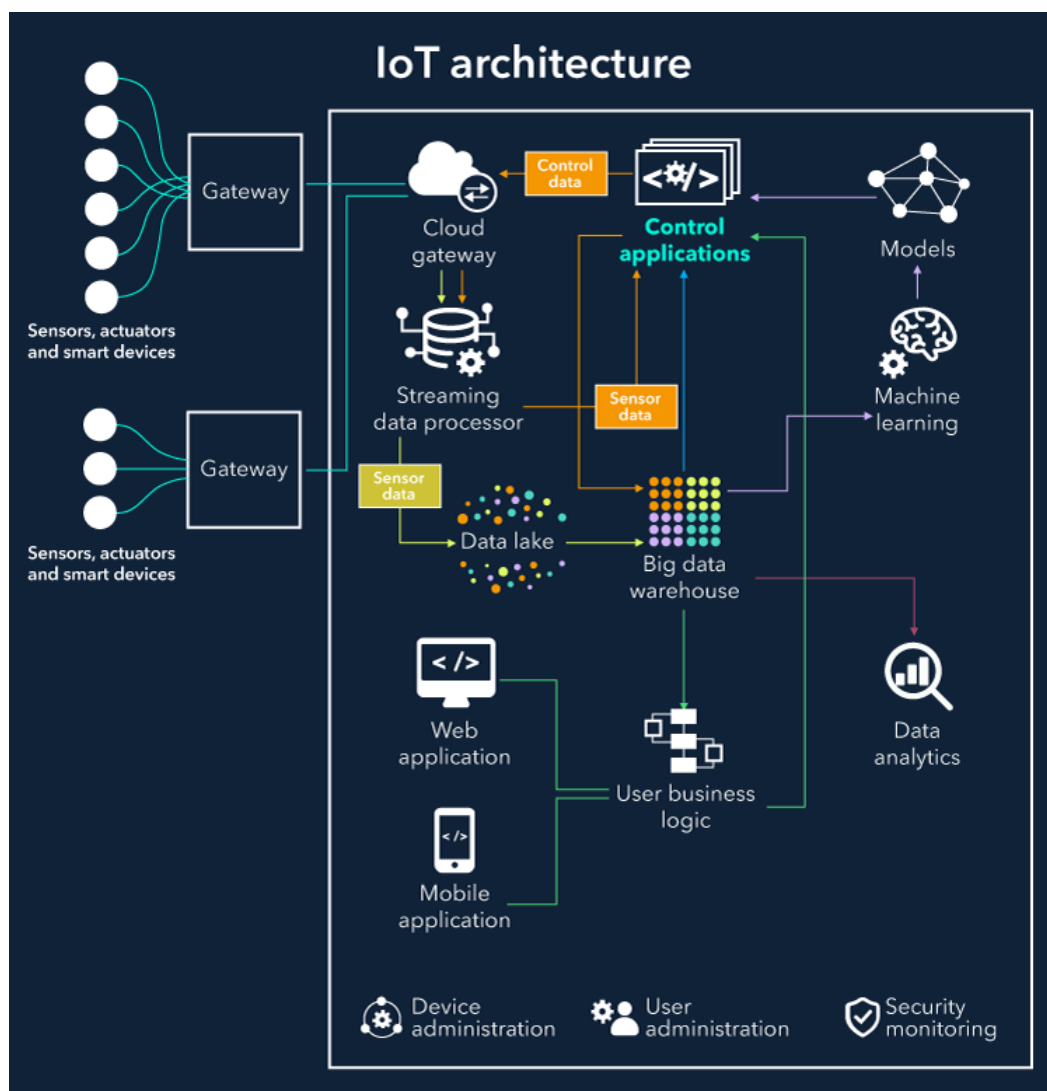 IoT architecture
Gateway
Sensors, actuators
and smart devices
Gateway
Sensors, actuators
and smart devices
Cloud
gateway
Control
data
< />
Control
applications
Models
Streaming
data processor
Sensor
data
Machine
learning
Sensor
data
Data lake
Big data
warehouse
< />
Web
application
User business
logic
Data
analytics
< />
Mobile
application
Device
administration
User
administration
Security
monitoring